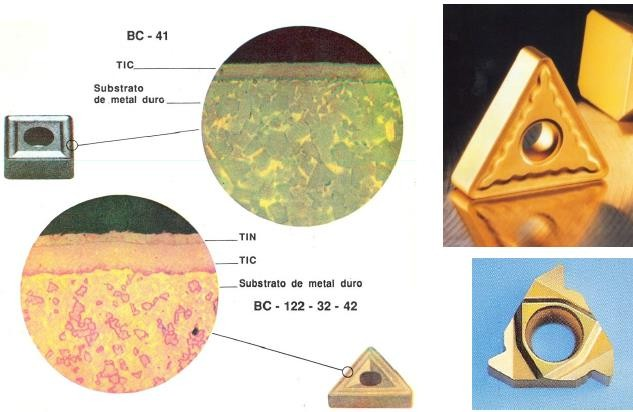 BC - 41
TIC
Substrato
de metal duro
TIN
TIC
Substrato de metal duro
BC - 122 - 32 - 42